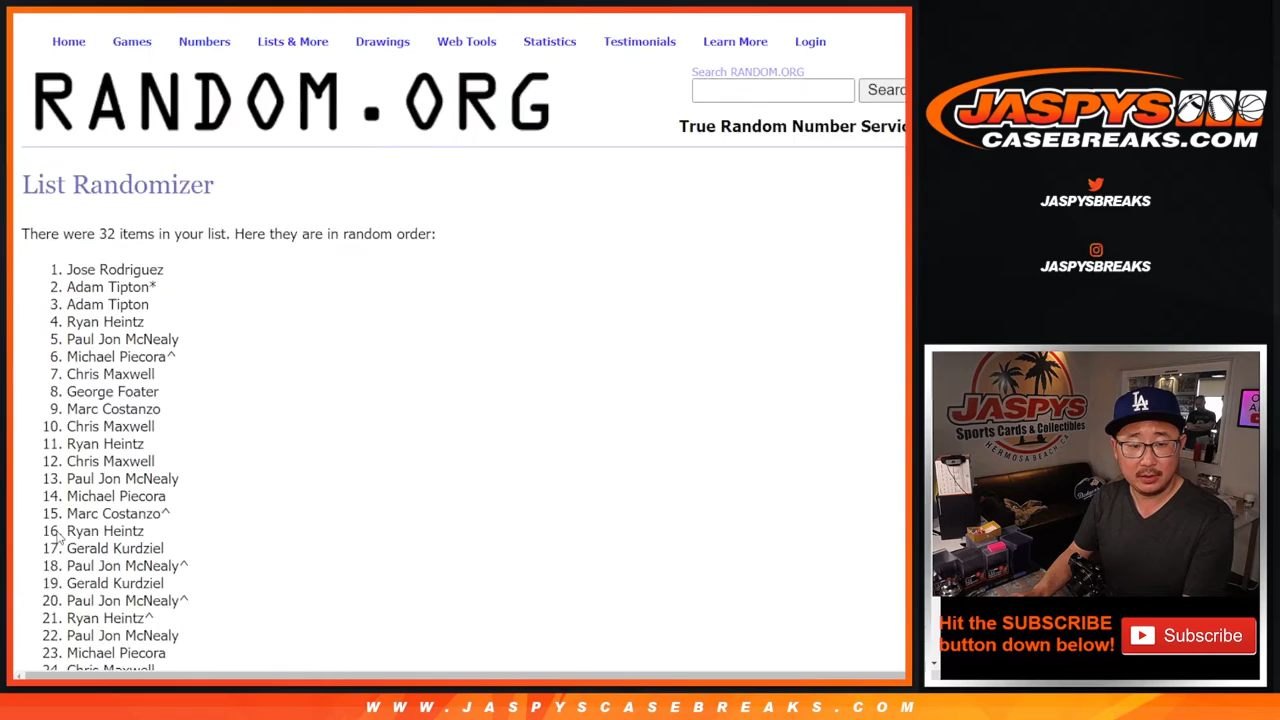 Home Games Numbers Lists & More Drawings Web Tools Statistics Testimonials Learn More Login
Search RANDOM.ORG
RANDOM.ORG
Searc
True Random Number Servic
List Randomizer
There were 32 items in your list. Here they are in random order:
1. Jose Rodriguez
2. Adam Tipton*
3. Adam Tipton
4. Ryan Heintz
5. Paul Jon McNealy
6. Michael Piecora^
7. Chris Maxwell
8. George Foater
9. Marc Costanzo
10. Chris Maxwell
11. Ryan Heintz
12. Chris Maxwell
13. Paul Jon McNealy
14. Michael Piecora
15. Marc Costanzo^
16. Ryan Heintz
17. Gerald Kurdziel
18. Paul Jon McNealy^
19. Gerald Kurdziel
20. Paul Jon McNealy^
21. Ryan Heintz^
22. Paul Jon McNealy
23. Michael Piecora
24. Chris Maxwell
JASPYS
CASEBREAKS.COM
JASPYSBREAKS
JASPYSBREAKS
JASPYS
Sports Cards & Collectibles
HERMOSA BEACH, CA
LA
Dodgers
Hit the SUBSCRIBE
button down below!
Subscribe
WWW.JASPYSCASEBREAKS.COM